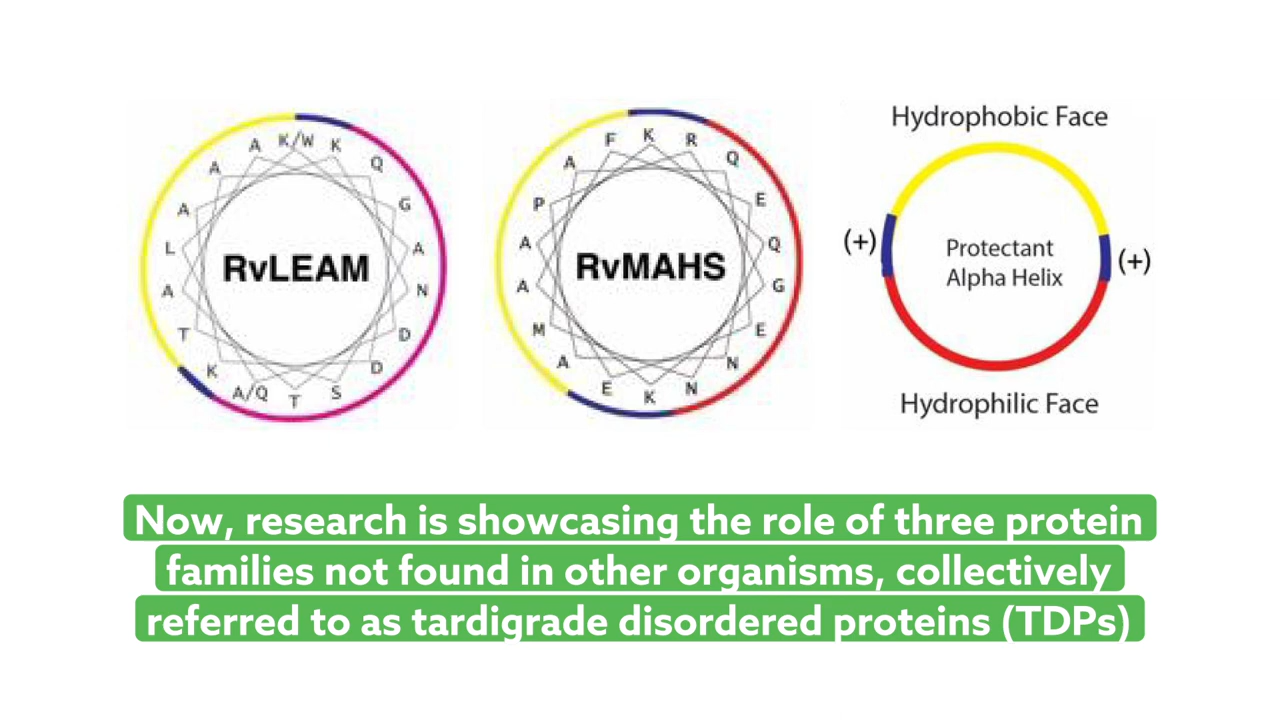 Hydrophobic Face
A K/W K
A Q
A G
L A
A N
T D
K D
A/Q T S
RvLEAM
F K R
A Q
P E
A Q
A G
M E
A N
E K N
RvMAHS
(+) (+)
Protectant
Alpha Helix
Hydrophilic Face
Now, research is showcasing the role of three protein
families not found in other organisms, collectively
referred to as tardigrade disordered proteins (TDPs)